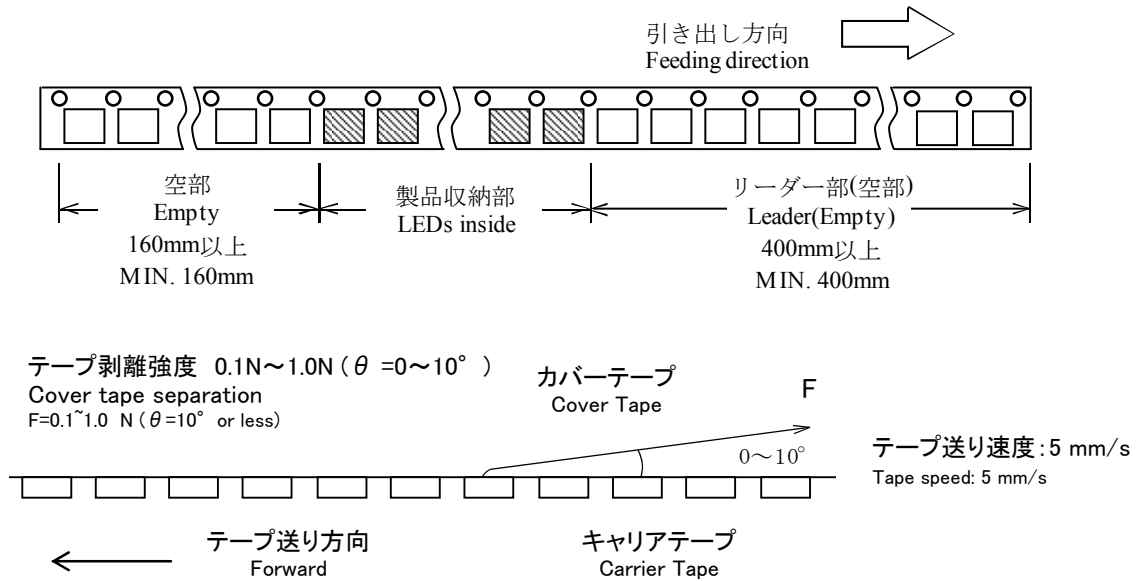 引き出し方向
Feeding direction
空部
Empty
160mm以上
MIN. 160mm
製品収納部
LEDs inside
リーダー部(空部)
Leader(Empty)
400mm以上
MIN. 400mm
テープ剥離強度 0.1N～1.0N（θ =0～10°）
Cover tape separation
F=0.1~1.0 N(θ=10° or less)
カバーテープ
Cover Tape
F
0～10°
テープ送り速度:5 mm/s
Tape speed: 5 mm/s
テープ送り方向
Forward
キャリアテープ
Carrier Tape